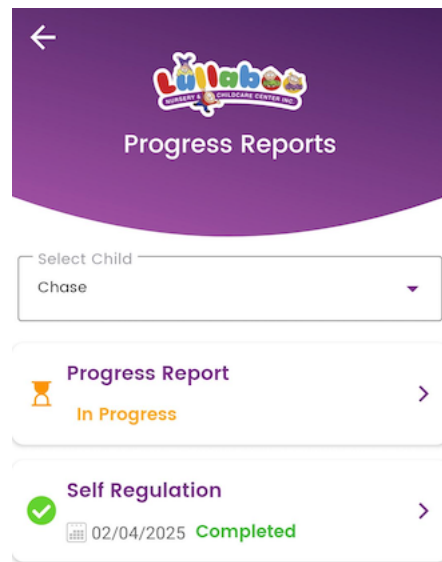 Lullaboo
NURSERY & CHILDCARE CENTER INC.
Progress Reports
Select Child
Chase
Progress Report
In Progress
Self Regulation
02/04/2025 Completed